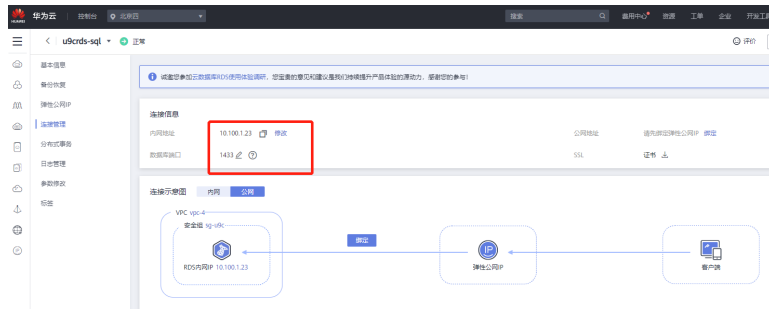 HUAWEI 华为云 控制台 北京四 搜索 费用中心 资源 工单 企业 开发工具
u9crds-sql 正常 评价
基本信息
备份恢复
弹性公网IP
连接管理
分布式事务
日志管理
参数修改
标签
诚邀您参加云数据库RDS使用体验调研，您宝贵的意见和建议是我们持续提升产品体验的源动力，感谢您的参与！
连接信息
内网地址 10.100.1.23 修改 公网地址 请先绑定弹性公网IP 绑定
数据库端口 1433 SSL 证书
连接示意图 内网 公网
VPC vpc-4
安全组 sg-u9c
绑定
RDS内网IP 10.100.1.23 弹性公网IP 客户端
IP